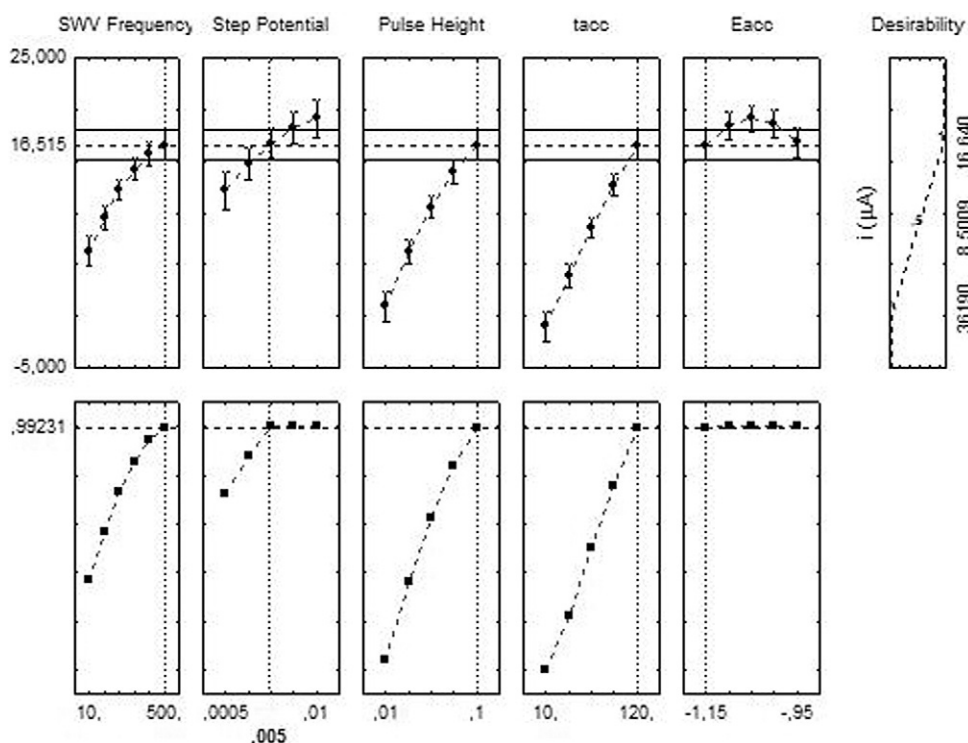 SWV Frequency Step Potential Pulse Height tacc Eacc Desirability
25,000
16,515
-5,000
i (µA)
16,640
8,5009
,36190
,99231
10, 500, ,0005 ,01 ,01 ,1 10, 120, -1,15 -,95
,005